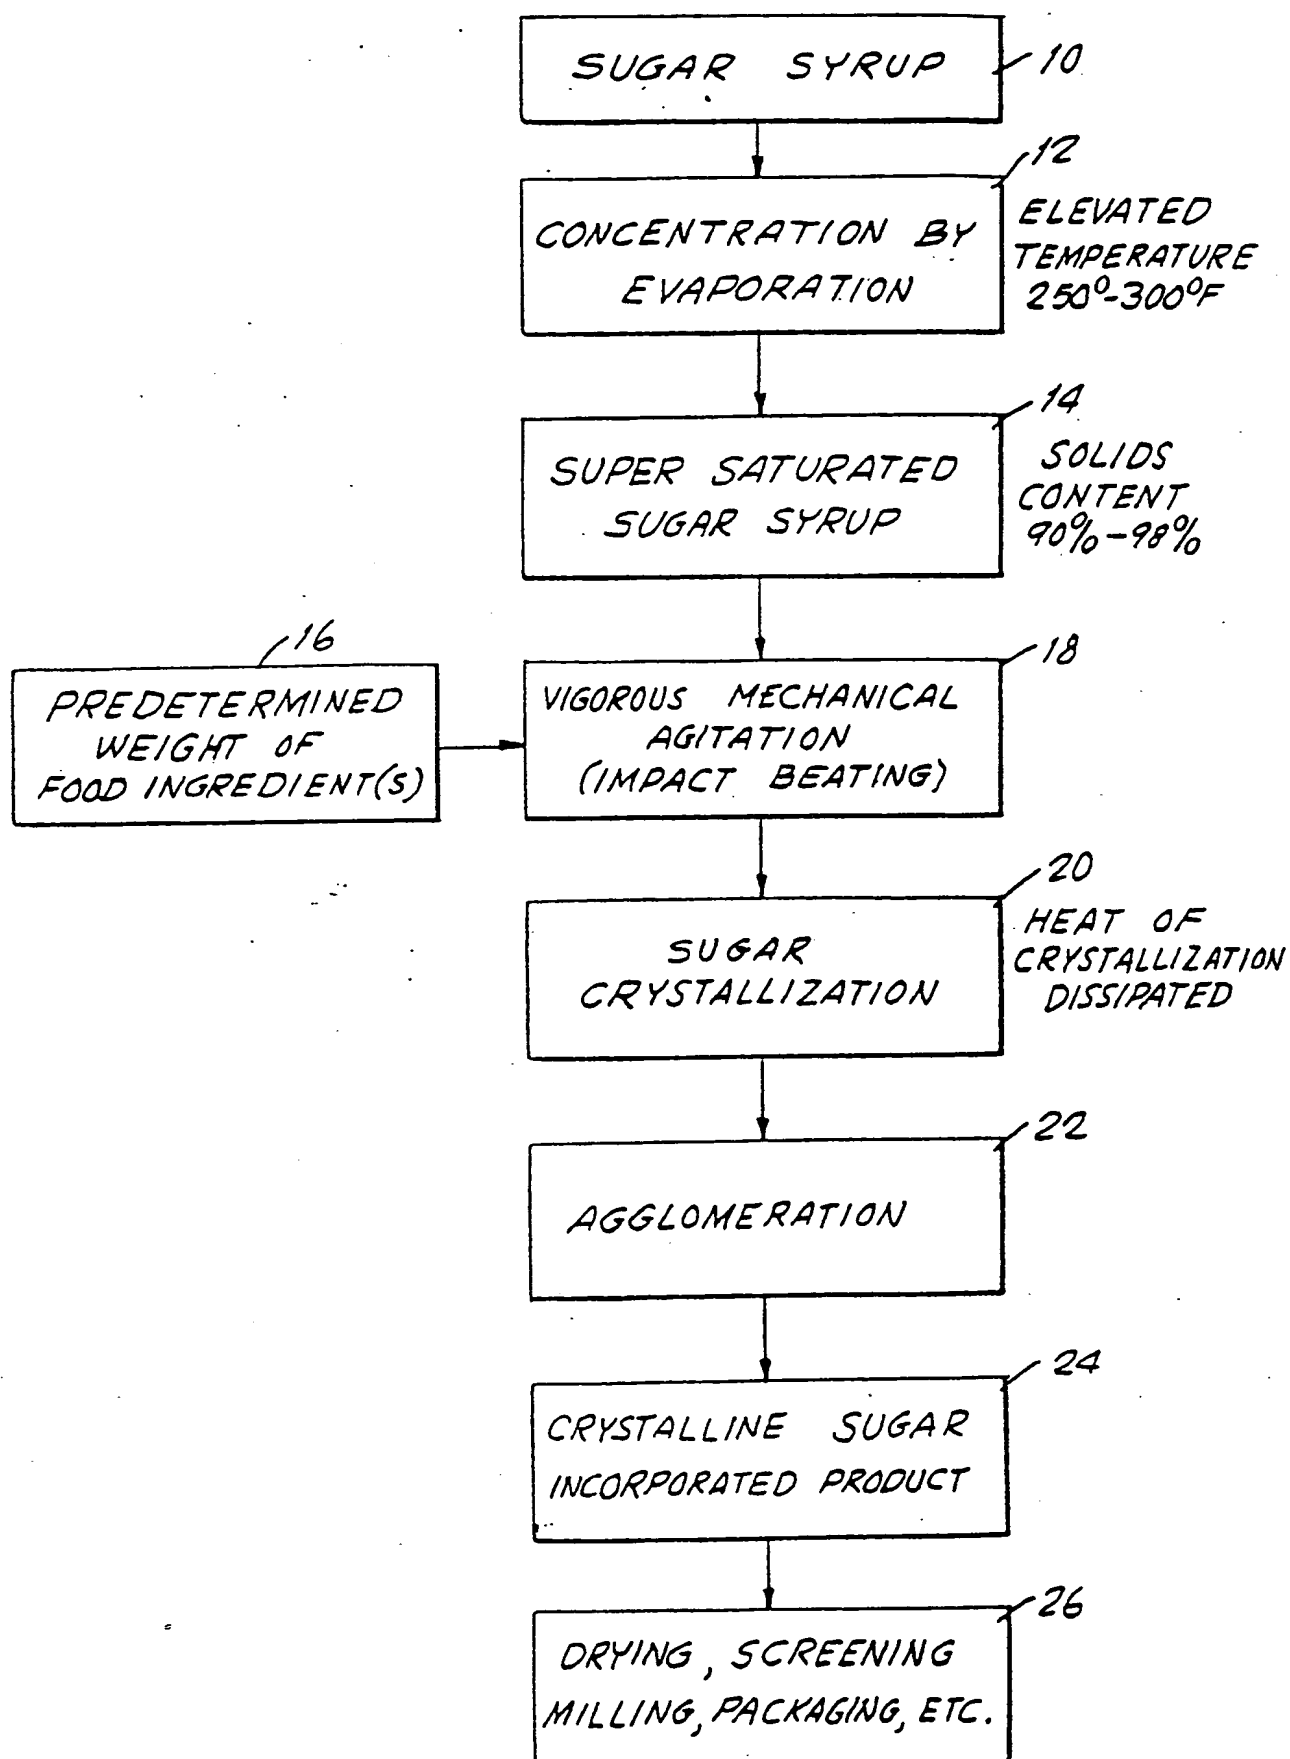 SUGAR SYRUP
10
12
CONCENTRATION BY
EVAPORATION
ELEVATED
TEMPERATURE
250°-300°F
14
SUPER SATURATED
SUGAR SYRUP
SOLIDS
CONTENT
90%-98%
16
PREDETERMINED
WEIGHT OF
FOOD INGREDIENT(S)
18
VIGOROUS MECHANICAL
AGITATION
(IMPACT BEATING)
20
SUGAR
CRYSTALLIZATION
HEAT OF
CRYSTALLIZATION
DISSIPATED
22
AGGLOMERATION
24
CRYSTALLINE SUGAR
INCORPORATED PRODUCT
26
DRYING, SCREENING
MILLING, PACKAGING, ETC.